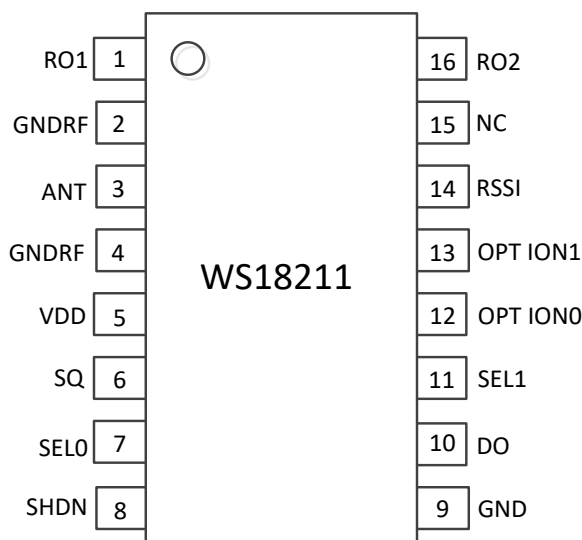 RO1 1 16 RO2
GNDRF 2 15 NC
ANT 3 14 RSSI
GNDRF 4 13 OPT ION1
WS18211
VDD 5 12 OPT ION0
SQ 6 11 SEL1
SEL0 7 10 DO
SHDN 8 9 GND